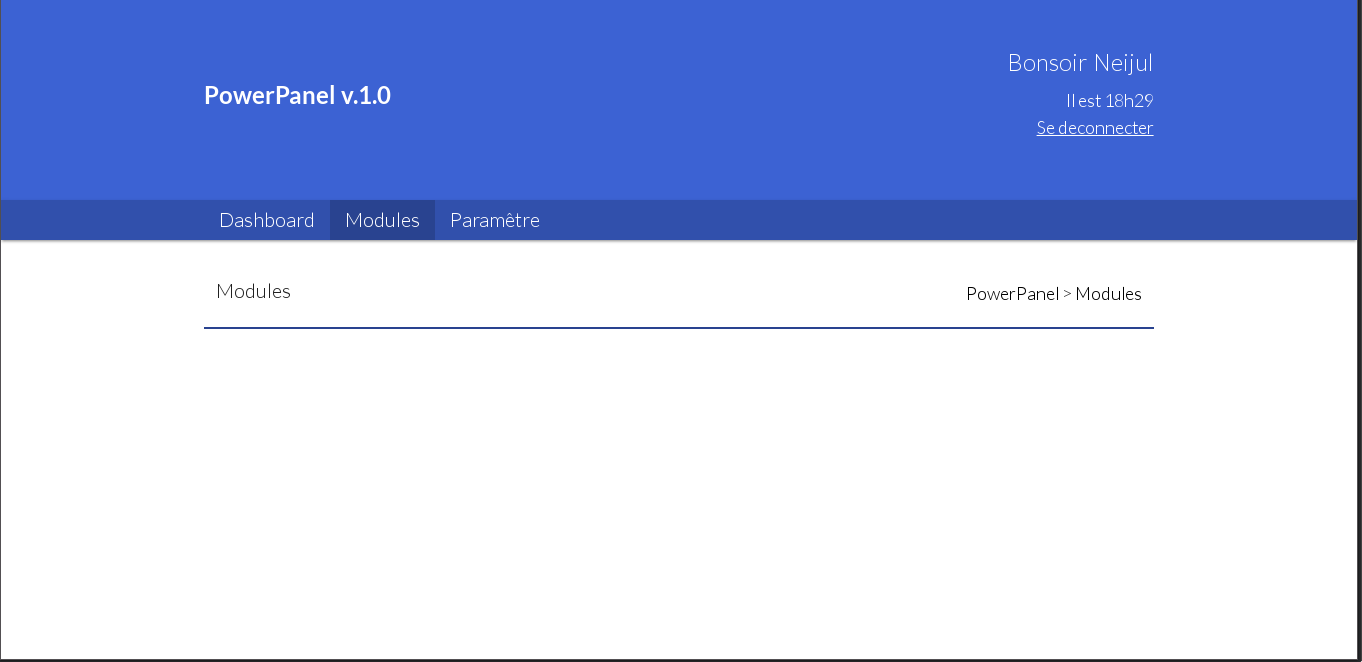 PowerPanel v.1.0
Bonsoir Neijul
Il est 18h29
Se deconnecter
Dashboard Modules Paramêtre
Modules
PowerPanel > Modules